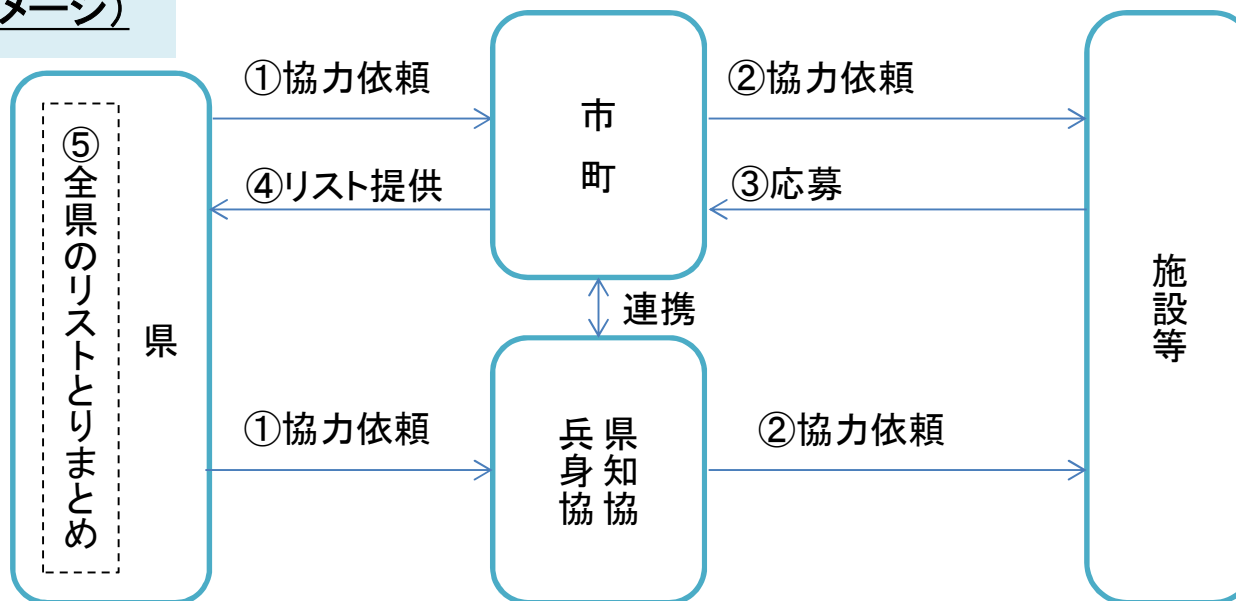 メージ）
①協力依頼
②協力依頼
市
町
④リスト提供
③応募
⑤全県のリストとりまとめ
県
連携
施設等
①協力依頼
②協力依頼
県知協
兵身協